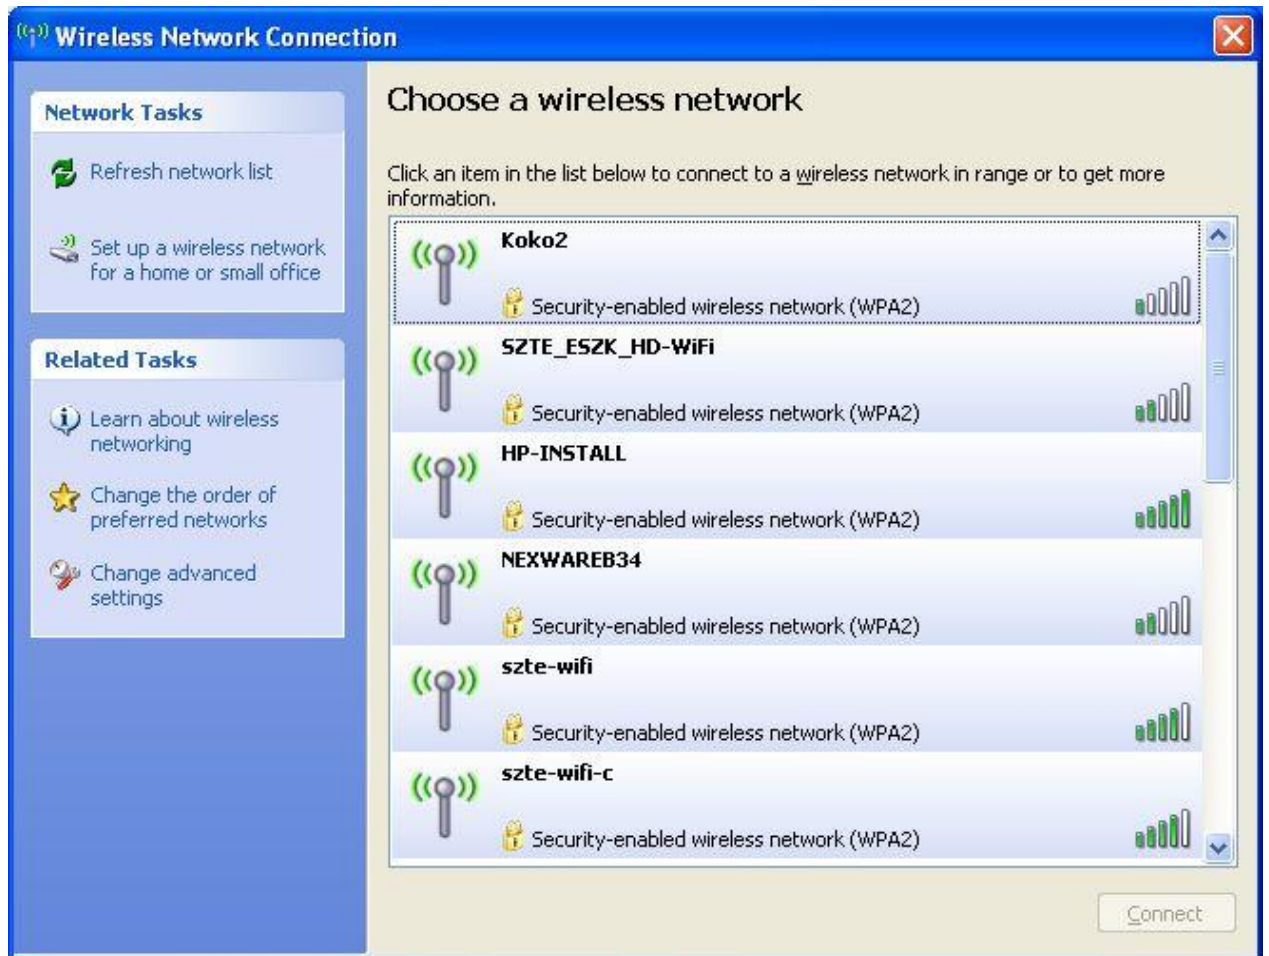 Wireless Network Connection
Network Tasks
Refresh network list
Set up a wireless network
for a home or small office
Related Tasks
Learn about wireless
networking
Change the order of
preferred networks
Change advanced
settings
Choose a wireless network
Click an item in the list below to connect to a wireless network in range or to get more
information.
Koko2
Security-enabled wireless network (WPA2)
SZTE_ESZK_HD-WiFi
Security-enabled wireless network (WPA2)
HP-INSTALL
Security-enabled wireless network (WPA2)
NEXWAREB34
Security-enabled wireless network (WPA2)
szte-wifi
Security-enabled wireless network (WPA2)
szte-wifi-c
Security-enabled wireless network (WPA2)
Connect